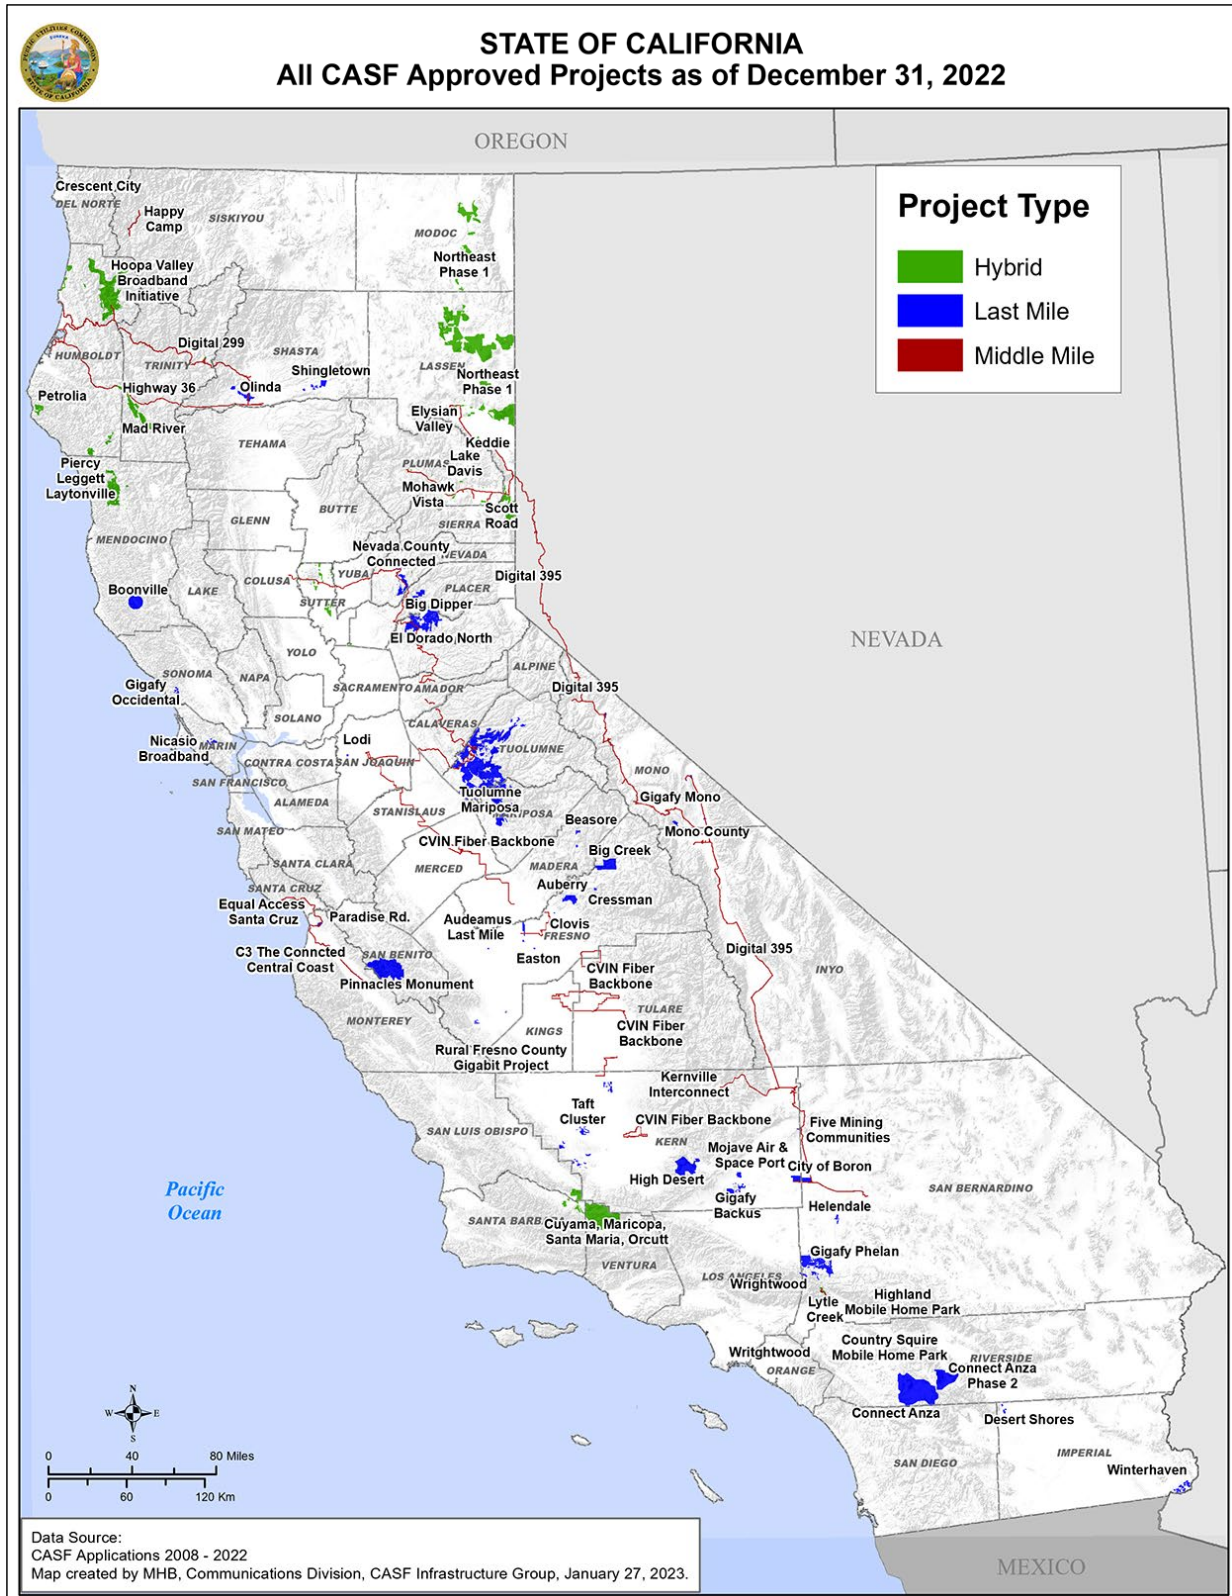 STATE OF CALIFORNIA
All CASF Approved Projects as of December 31, 2022
OREGON
Project Type
Hybrid
Last Mile
Middle Mile
Crescent City
DEL NORTE
Happy
Camp
SISKIYOU
MODOC
Northeast
Phase 1
Hoopa Valley
Broadband
Initiative
Digital 299
HUMBOLDT
TRINITY
SHASTA
Shingletown
LASSEN
Northeast
Phase 1
Petrolia
Highway 36
Olinda
Mad River
Elysian
Valley
TEHAMA
Keddie
Lake
Davis
PLUMAS
Piercy
Leggett
Laytonville
Mohawk
Vista
Scott
Road
SIERRA
BUTTE
GLENN
MENDOCINO
Nevada County
Connected
NEVADA
Digital 395
Boonville
LAKE
COLUSA
YUBA
SUTTER
PLACER
Big Dipper
El Dorado North
NEVADA
YOLO
SONOMA
NAPA
Gigafy
Occidental
SACRAMENTO
AMADOR
ALPINE
Digital 395
SOLANO
CALAVERAS
Nicasio
Broadband
MARIN
Lodi
TUOLUMNE
CONTRA COSTA
SAN JOAQUIN
SAN FRANCISCO
MONO
ALAMEDA
STANISLAUS
Tuolumne
Mariposa
MARIPOSA
Gigafy Mono
SAN MATEO
Beasore
Mono County
CVIN Fiber Backbone
Big Creek
SANTA CLARA
MERCED
MADERA
SANTA CRUZ
Auberry
Cressman
Equal Access
Santa Cruz
Paradise Rd.
Audeamus
Last Mile
Clovis
FRESNO
C3 The Conncted
Central Coast
SAN BENITO
Easton
Digital 395
INYO
Pinnacles Monument
CVIN Fiber
Backbone
MONTEREY
KINGS
TULARE
CVIN Fiber
Backbone
Rural Fresno County
Gigabit Project
Kernville
Interconnect
Taft
Cluster
CVIN Fiber Backbone
Five Mining
Communities
SAN LUIS OBISPO
KERN
Mojave Air &
Space Port
City of Boron
High Desert
Gigafy
Backus
Helendale
SAN BERNARDINO
Pacific
Ocean
SANTA BARB
Cuyama, Maricopa,
Santa Maria, Orcutt
VENTURA
Gigafy Phelan
LOS ANGELES
Wrightwood
Lytle
Creek
Highland
Mobile Home Park
Country Squire
Mobile Home Park
Wrightwood
ORANGE
RIVERSIDE
Connect Anza
Phase 2
Connect Anza
Desert Shores
SAN DIEGO
IMPERIAL
Winterhaven
N
W E
S
0 40 80 Miles
0 60 120 Km
MEXICO
Data Source:
CASF Applications 2008 - 2022
Map created by MHB, Communications Division, CASF Infrastructure Group, January 27, 2023.